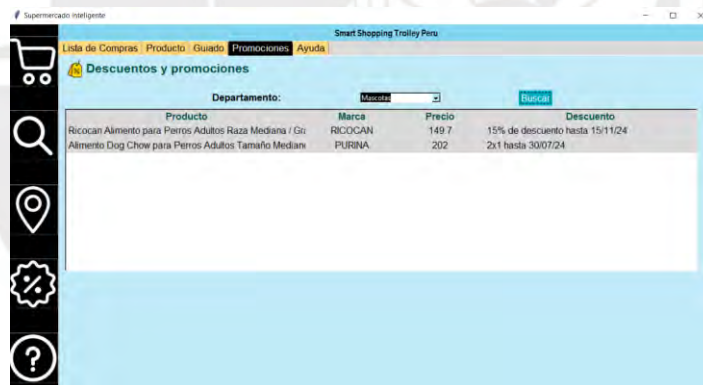 Supermercado Inteligente
Smart Shopping Trolley Peru
Lista de Compras Producto Guiado Promociones Ayuda
Descuentos y promociones
Departamento: Mascotas Buscar
Producto Marca Precio Descuento
Ricocan Alimento para Perros Adultos Raza Mediana / Gr RICOCAN 149.7 15% de descuento hasta 15/11/24
Alimento Dog Chow para Perros Adultos Tamaño Median PURINA 202 2x1 hasta 30/07/24